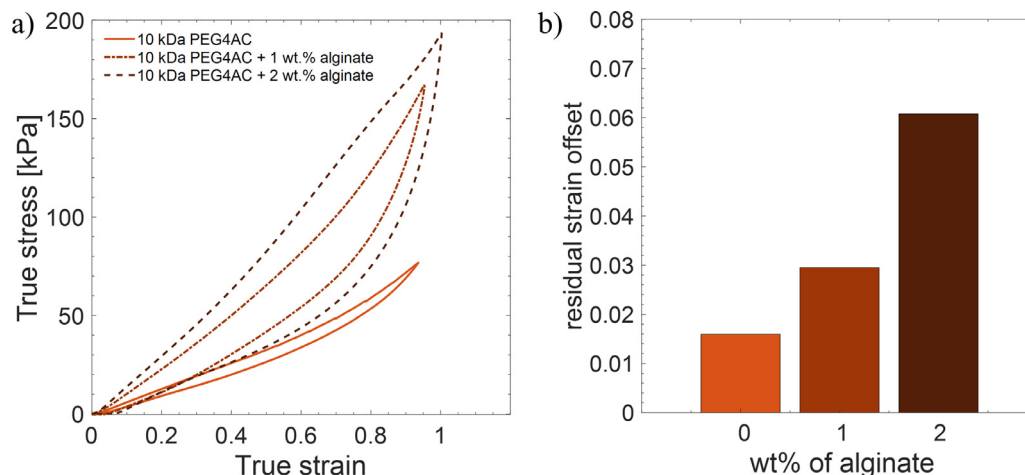 a)
200
150
100
50
0
True stress [kPa]
10 kDa PEG4AC
10 kDa PEG4AC + 1 wt.% alginate
10 kDa PEG4AC + 2 wt.% alginate
0 0.2 0.4 0.6 0.8 1
True strain
b)
0.08
0.07
0.06
0.05
0.04
0.03
0.02
0.01
0
residual strain offset
0 1 2
wt% of alginate